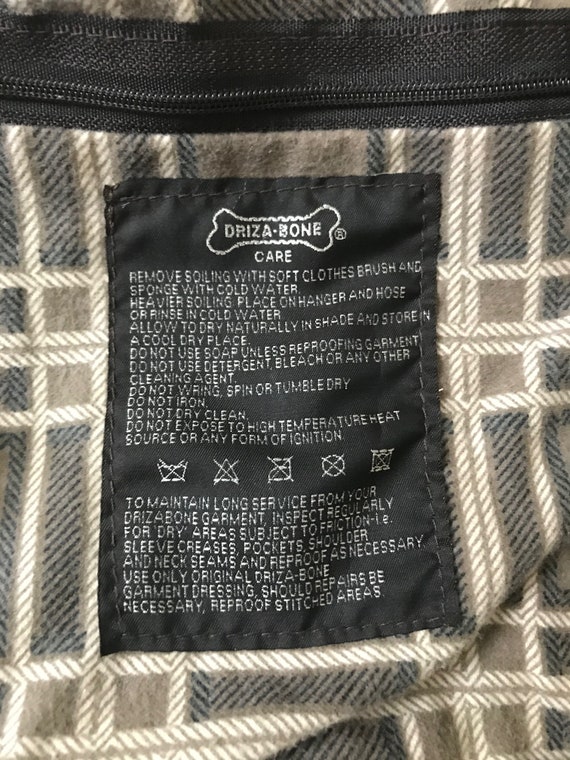 DRIZA-BONE ®
CARE
REMOVE SOILING WITH SOFT CLOTHES BRUSH AND
SPONGE WITH COLD WATER.
HEAVIER SOILING PLACE ON HANGER AND HOSE
OR RINSE IN COLD WATER
ALLOW TO DRY NATURALLY IN SHADE AND STORE IN
A COOL DRY PLACE.
DO NOT USE SOAP UNLESS REPROOFING GARMENT
DO NOT USE DETERGENT, BLEACH OR ANY OTHER
CLEANING AGENT.
DO NOT WRING, SPIN OR TUMBLE DRY
DO NOT IRON.
DO NOT DRY CLEAN.
DO NOT EXPOSE TO HIGH TEMPERATURE HEAT
SOURCE OR ANY FORM OF IGNITION
TO MAINTAIN LONG SERVICE FROM YOUR
DRIZABONE GARMENT, INSPECT REGULARLY
FOR 'DRY' AREAS SUBJECT TO FRICTION-i.e.
SLEEVE CREASES, POCKETS, SHOULDER
AND NECK SEAMS AND REPROOF AS NECESSARY
USE ONLY ORIGINAL DRIZA-BONE
GARMENT DRESSING, SHOULD REPAIRS BE
NECESSARY, REPROOF STITCHED AREAS